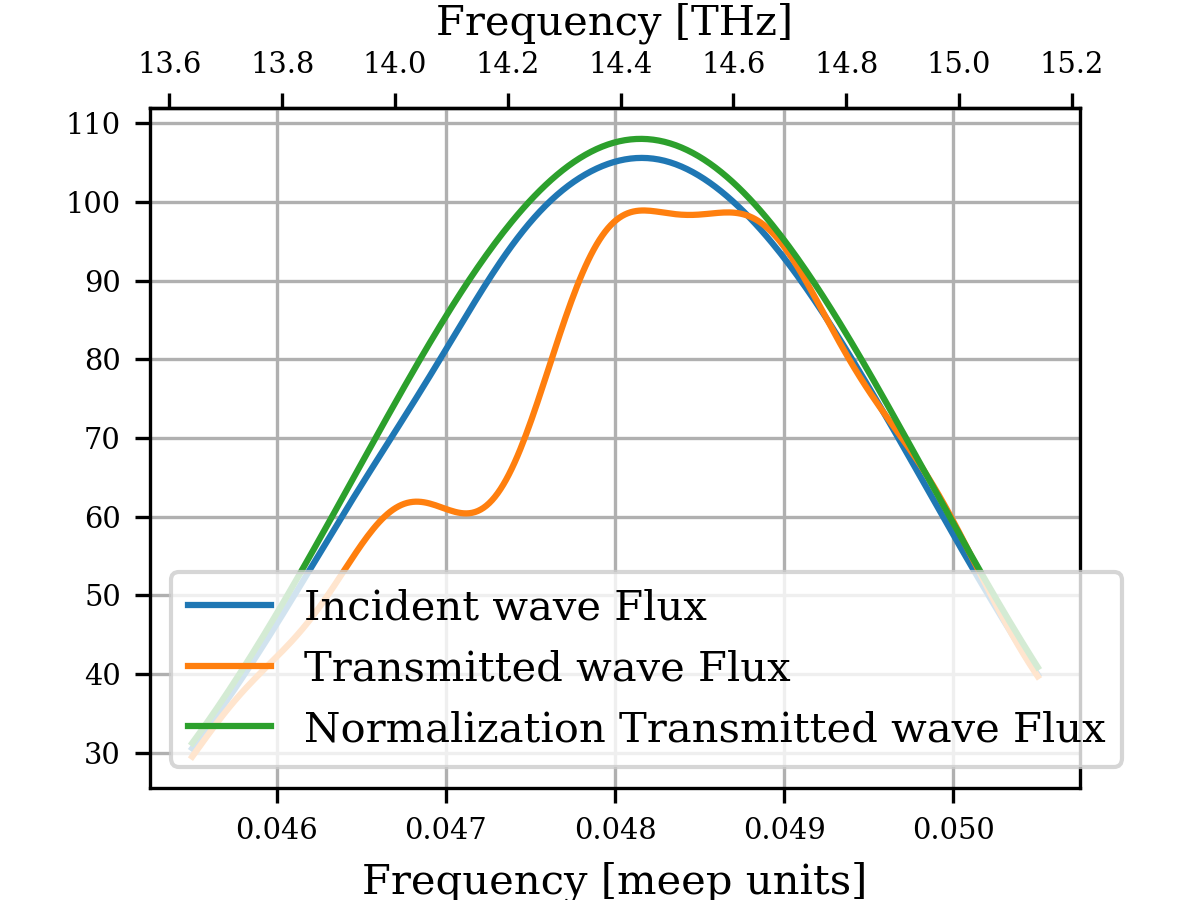 Frequency [THz]
13.6 13.8 14.0 14.2 14.4 14.6 14.8 15.0 15.2
110
100
90
80
70
60
50
40
30
Incident wave Flux
Transmitted wave Flux
Normalization Transmitted wave Flux
0.046 0.047 0.048 0.049 0.050
Frequency [meep units]